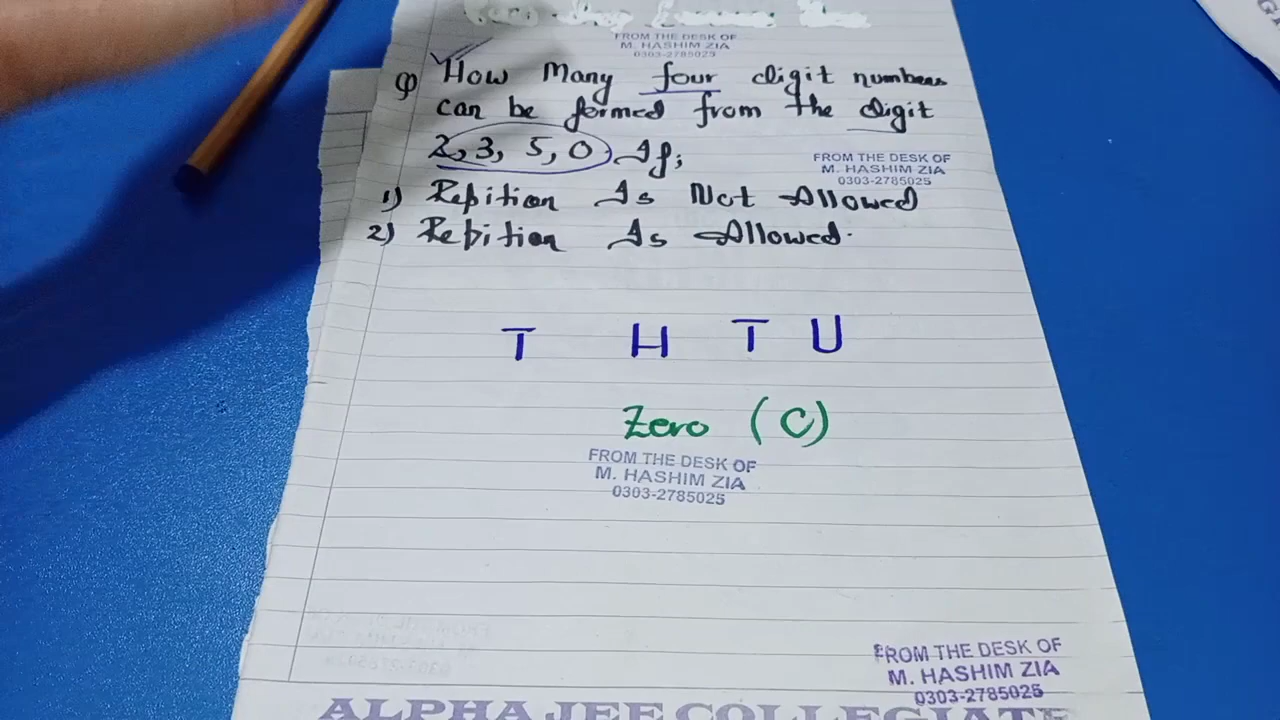 FROM THE DESK OF
M. HASHIM ZIA
0303-2785025
Q How Many four digit numbers
can be formed from the digit
2, 3, 5, 0. If;
FROM THE DESK OF
M. HASHIM ZIA
0303-2785025
1) Repition Is Not Allowed
2) Repition Is Allowed.
T H T U
Zero (C)
FROM THE DESK OF
M. HASHIM ZIA
0303-2785025
FROM THE DESK OF
M. HASHIM ZIA
0303-2785025
ALPHA JEE COLLEGIATE